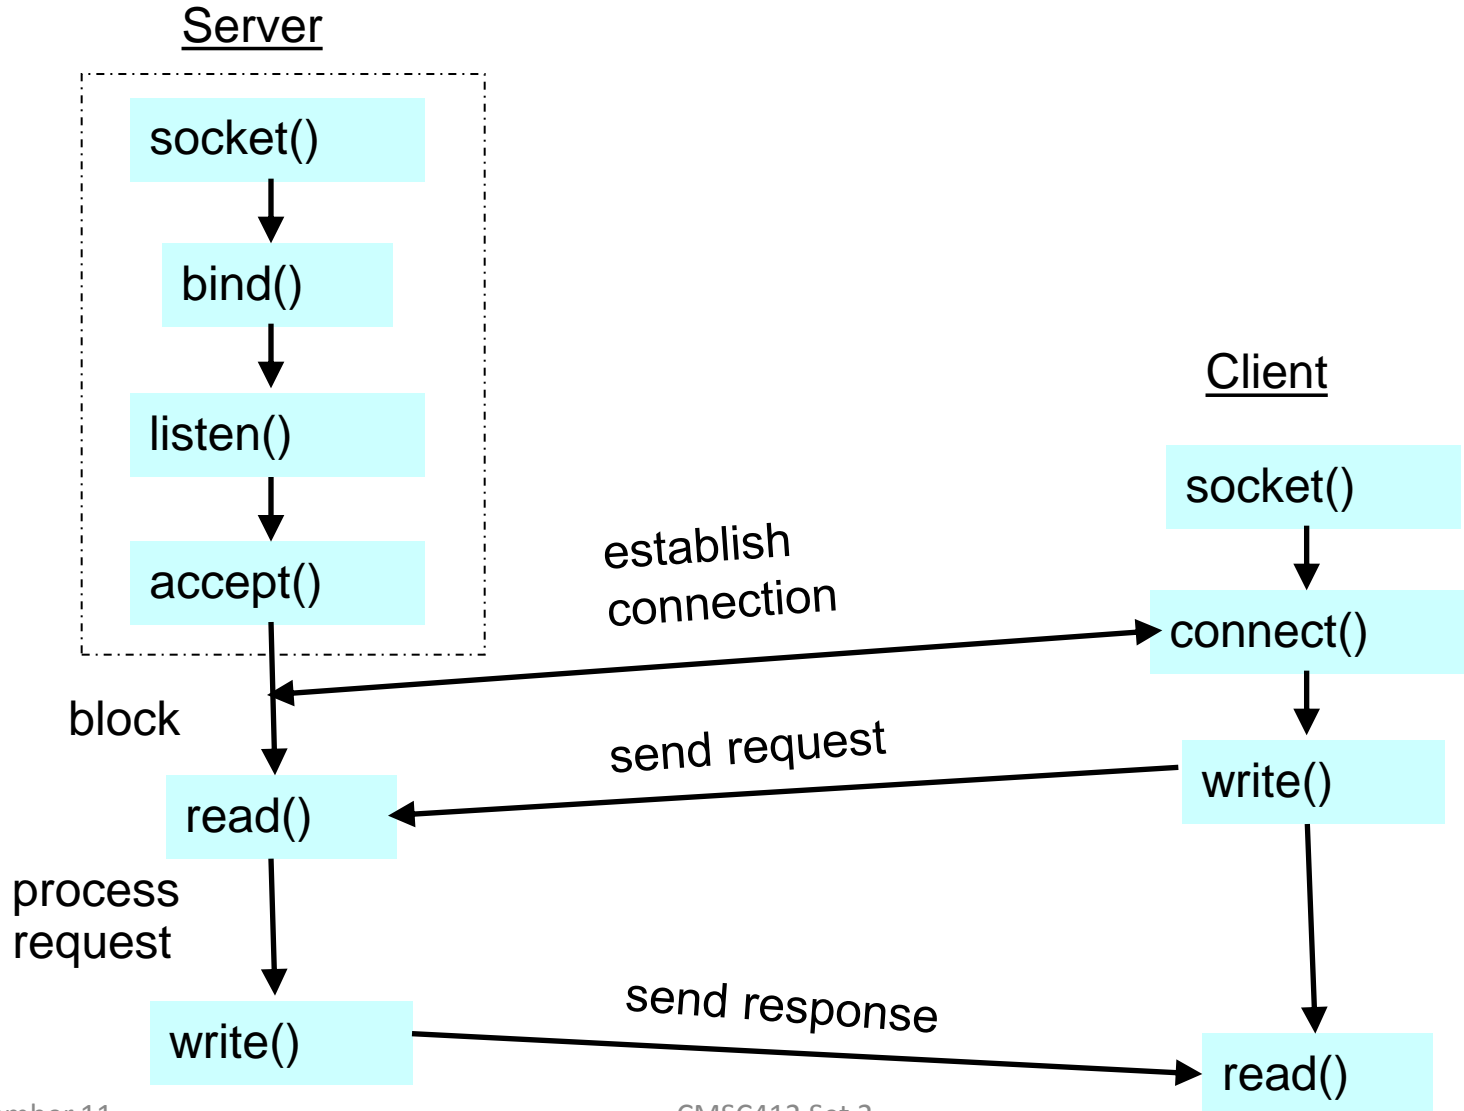 Server
socket()
bind()
listen()
accept()
block
read()
process
request
write()
establish
connection
send request
send response
Client
socket()
connect()
write()
read()